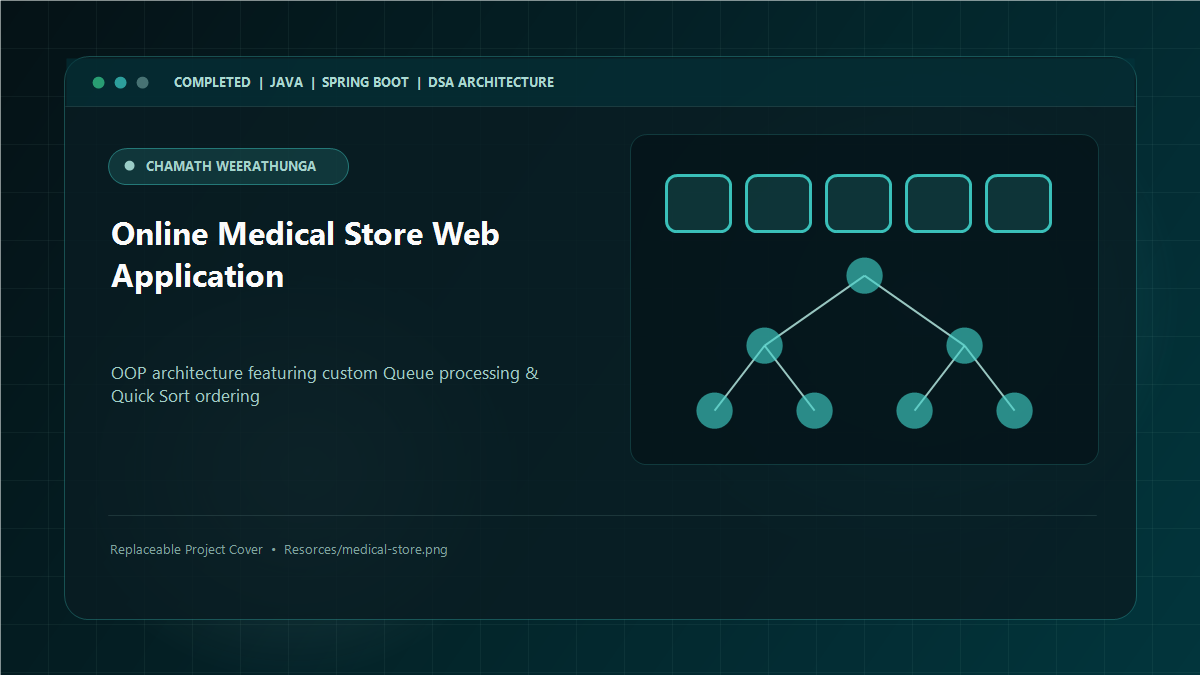 COMPLETED | JAVA | SPRING BOOT | DSA ARCHITECTURE
CHAMATH WEERATHUNGA
Online Medical Store Web
Application
OOP architecture featuring custom Queue processing &
Quick Sort ordering
Replaceable Project Cover • Resorces/medical-store.png